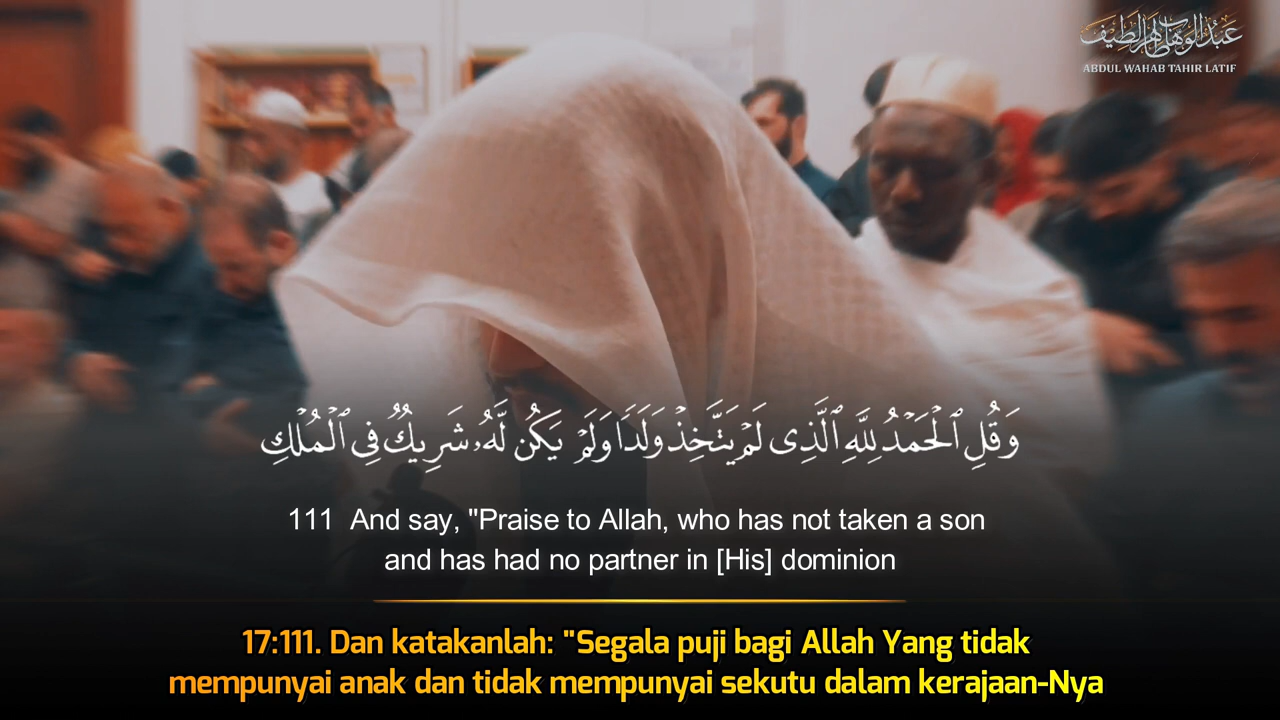 عبد الوهاب طاهر لطيف
ABDUL WAHAB TAHIR LATIF
وَقُلِ ٱلْحَمْدُ لِلَّهِ ٱلَّذِى لَمْ يَتَّخِذْ وَلَدًا وَلَمْ يَكُن لَّهُۥ شَرِيكٌ فِى ٱلْمُلْكِ
111 And say, "Praise to Allah, who has not taken a son
and has had no partner in [His] dominion
17:111. Dan katakanlah: "Segala puji bagi Allah Yang tidak
mempunyai anak dan tidak mempunyai sekutu dalam kerajaan-Nya